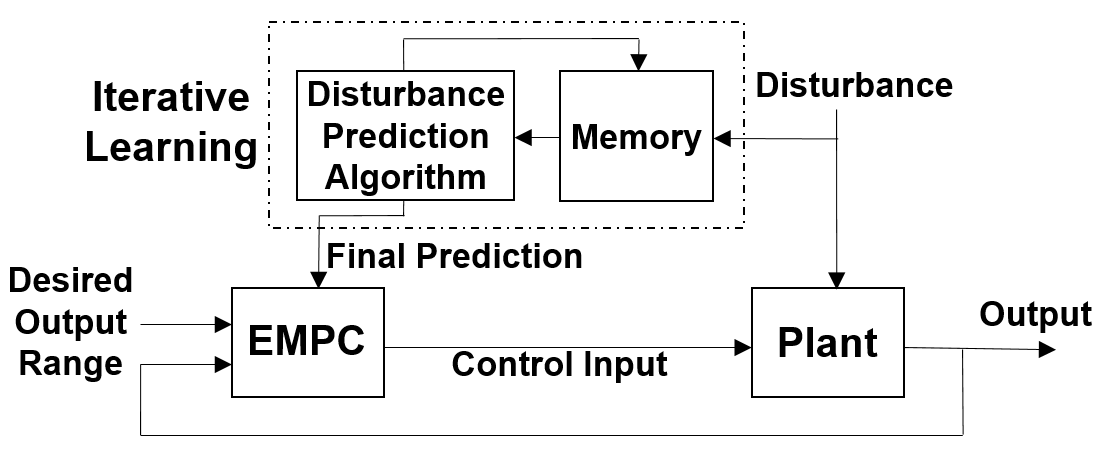 Iterative
Learning
Disturbance
Prediction
Algorithm
Memory
Disturbance
Final Prediction
Desired
Output
Range
EMPC
Control Input
Plant
Output